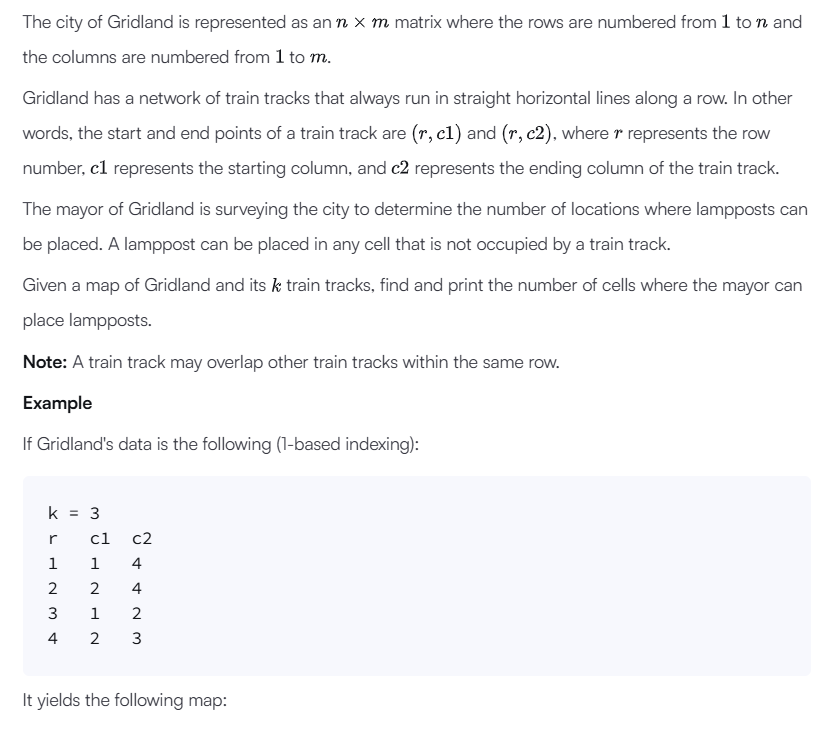 The city of Gridland is represented as an n × m matrix where the rows are numbered from 1 to n and
the columns are numbered from 1 to m.
Gridland has a network of train tracks that always run in straight horizontal lines along a row. In other
words, the start and end points of a train track are (r, c1) and (r, c2), where r represents the row
number, c1 represents the starting column, and c2 represents the ending column of the train track.
The mayor of Gridland is surveying the city to determine the number of locations where lampposts can
be placed. A lamppost can be placed in any cell that is not occupied by a train track.
Given a map of Gridland and its k train tracks, find and print the number of cells where the mayor can
place lampposts.
Note: A train track may overlap other train tracks within the same row.
Example
If Gridland's data is the following (1-based indexing):
k = 3
r c1 c2
1 1 4
2 2 4
3 1 2
4 2 3
It yields the following map: